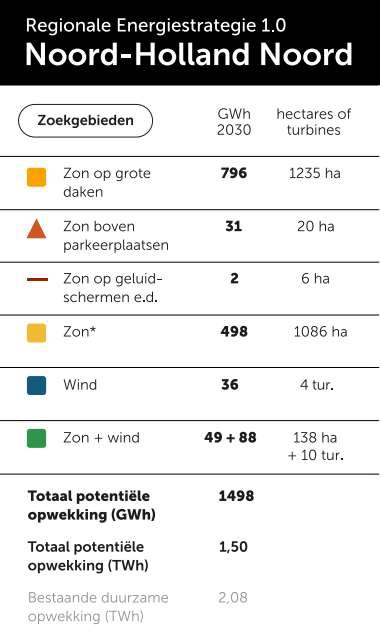 Regionale Energiestrategie 1.0
Noord-Holland Noord
Zoekgebieden
GWh
2030
hectares of
turbines
Zon op grote
daken
796
1235 ha
Zon boven
parkeerplaatsen
31
20 ha
Zon op geluid-
schermen e.d.
2
6 ha
Zon*
498
1086 ha
Wind
36
4 tur.
Zon + wind
49 + 88
138 ha
+ 10 tur.
Totaal potentiële
opwekking (GWh)
1498
Totaal potentiële
opwekking (TWh)
1,50
Bestaande duurzame
opwekking (TWh)
2,08